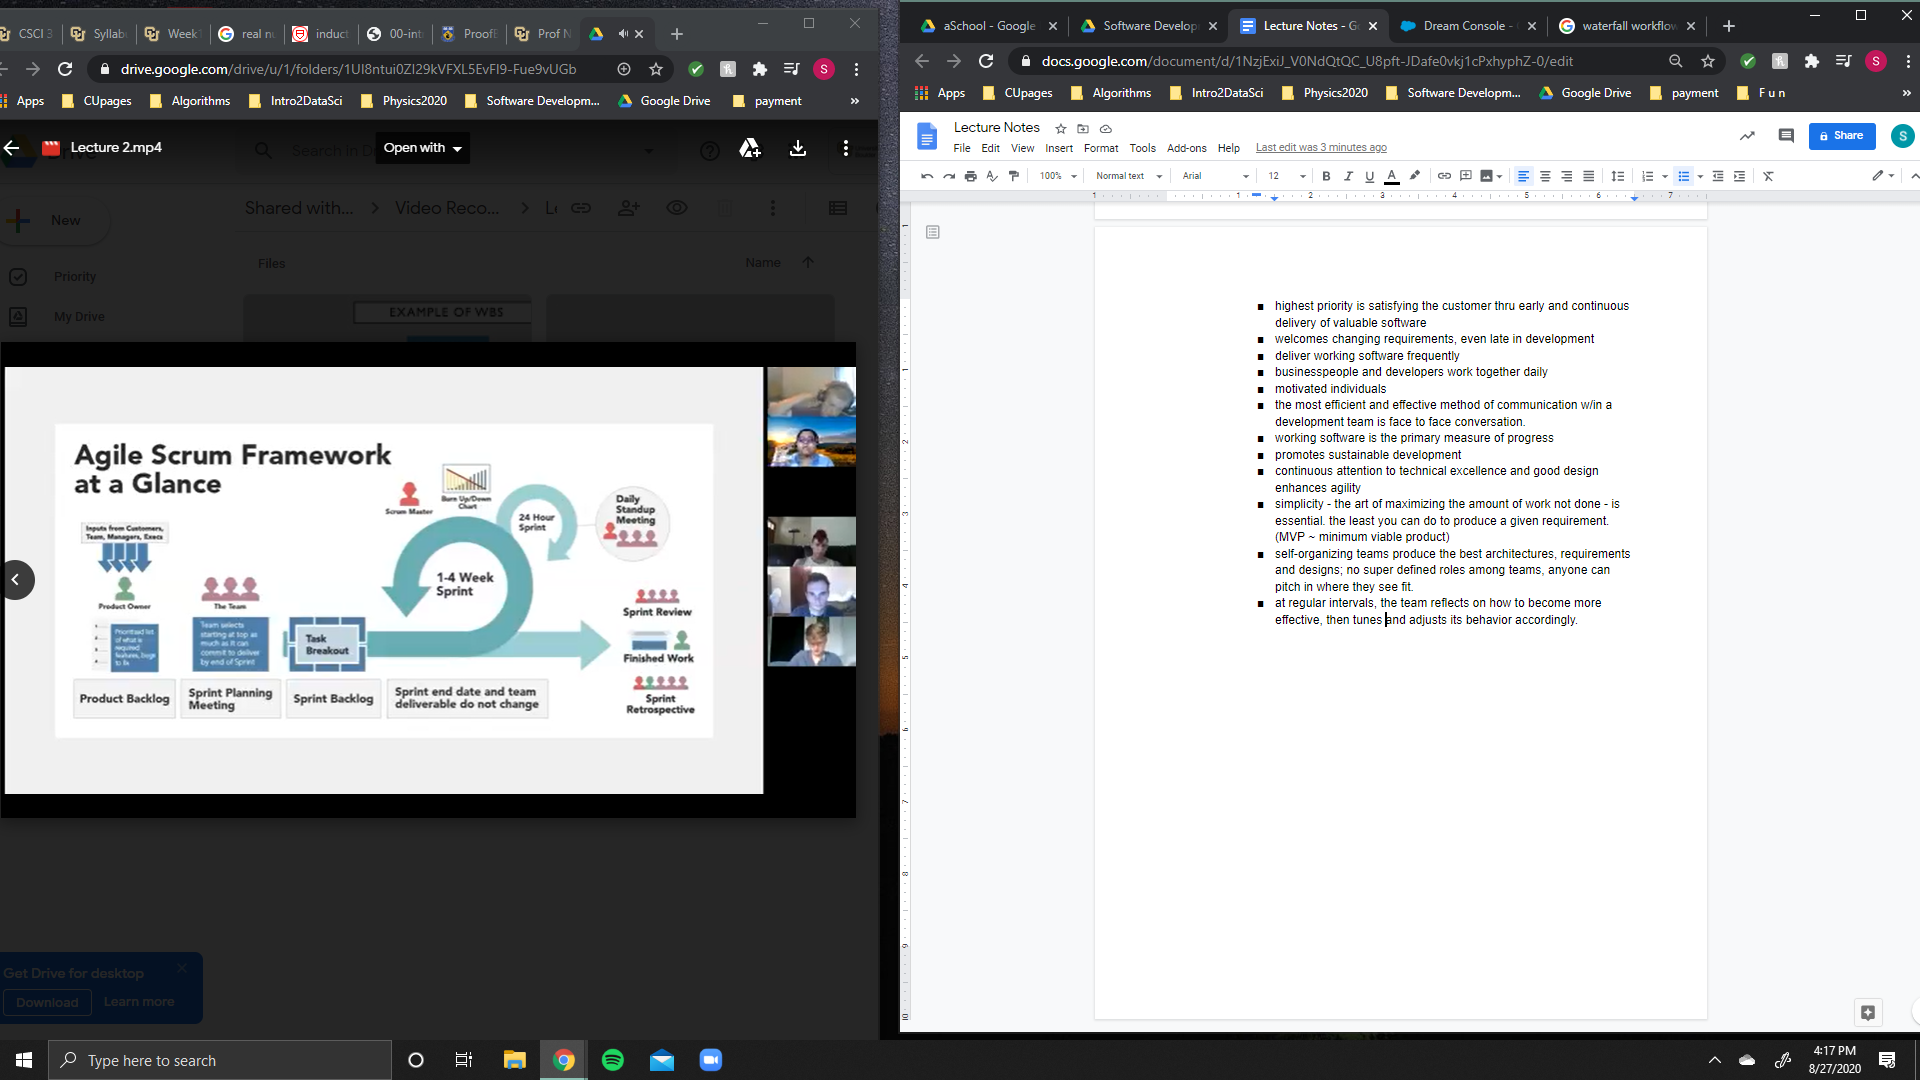 CSCI 3
Syllab
Week
real nu
induct
00-int
Proof
Prof N
drive.google.com/drive/u/1/folders/1UI8ntui0ZI29kVFXL5EvFI9-Fue9vUGb
S
Apps
CUpages
Algorithms
Intro2DataSci
Physics2020
Software Developm...
Google Drive
payment
»
Lecture 2.mp4
Search in D
Open with
Shared with...
Video Reco...
New
Priority
My Drive
Files
Name
EXAMPLE OF WBS
Agile Scrum Framework
at a Glance
Inputs from Customers,
Team, Managers, Execs
Product Owner
The Team
Scrum Master
Burn Up/Down
Chart
24 Hour
Sprint
Daily
Standup
Meeting
1-4 Week
Sprint
Prioritized list
of what is
required:
features, bugs to
fix
Team selects
starting at top as
much as it can
commit to deliver
by end of Sprint
Task
Breakout
Sprint Review
Finished Work
Sprint
Retrospective
Product Backlog
Sprint Planning
Meeting
Sprint Backlog
Sprint end date and team
deliverable do not change
Get Drive for desktop
Download
Learn more
aSchool - Google
Software Develop
Lecture Notes - G
Dream Console -
waterfall workflow
docs.google.com/document/d/1NzjExiJ_V0NdQtQC_U8pft-JDafe0vkj1cPxhyphZ-0/edit
S
Apps
CUpages
Algorithms
Intro2DataSci
Physics2020
Software Developm...
Google Drive
payment
F u n
»
Lecture Notes
File Edit View Insert Format Tools Add-ons Help Last edit was 3 minutes ago
Share
S
100% Normal text Arial 12 B I U A
1 1 2 3 4 5 6 7
highest priority is satisfying the customer thru early and continuous
delivery of valuable software
welcomes changing requirements, even late in development
deliver working software frequently
businesspeople and developers work together daily
motivated individuals
the most efficient and effective method of communication w/in a
development team is face to face conversation.
working software is the primary measure of progress
promotes sustainable development
continuous attention to technical excellence and good design
enhances agility
simplicity - the art of maximizing the amount of work not done - is
essential. the least you can do to produce a given requirement.
(MVP ~ minimum viable product)
self-organizing teams produce the best architectures, requirements
and designs; no super defined roles among teams, anyone can
pitch in where they see fit.
at regular intervals, the team reflects on how to become more
effective, then tunes and adjusts its behavior accordingly.
Type here to search
4:17 PM
8/27/2020